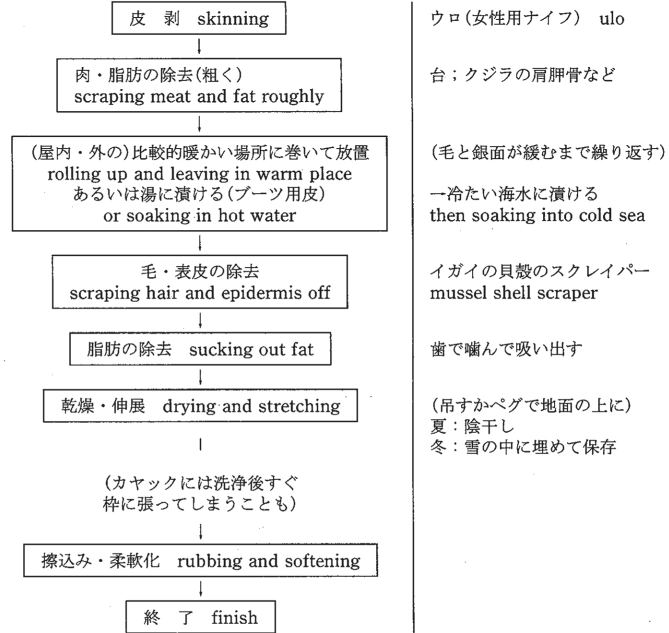 皮 剥 skinning
ウロ(女性用ナイフ) ulo
肉・脂肪の除去(粗く)
scraping meat and fat roughly
台；クジラの肩胛骨など
(屋内・外の)比較的暖かい場所に巻いて放置
rolling up and leaving in warm place
あるいは湯に漬ける(ブーツ用皮)
or soaking in hot water
(毛と銀面が緩むまで繰り返す)
―冷たい海水に漬ける
then soaking into cold sea
毛・表皮の除去
scraping hair and epidermis off
イガイの貝殻のスクレイパー
mussel shell scraper
脂肪の除去 sucking out fat
歯で噛んで吸い出す
乾燥・伸展 drying and stretching
(吊すかペグで地面の上に)
夏：陰干し
冬：雪の中に埋めて保存
(カヤックには洗浄後すぐ
枠に張ってしまうことも)
擦込み・柔軟化 rubbing and softening
終 了 finish